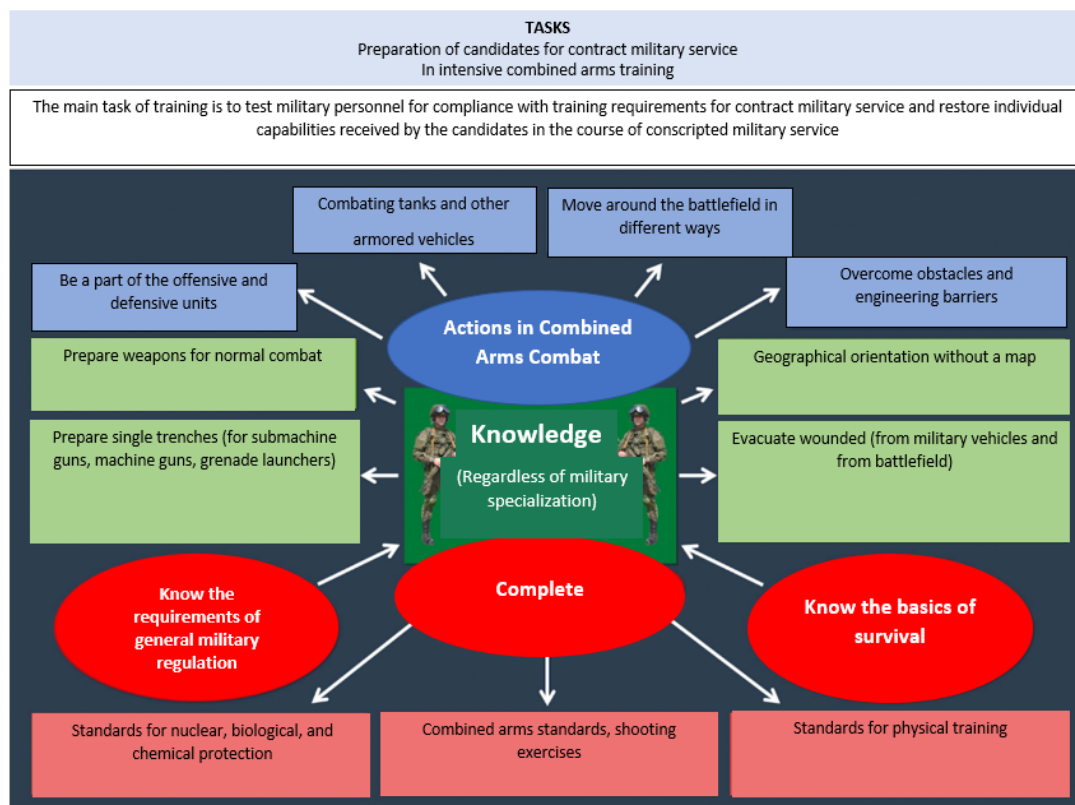 TASKS
Preparation of candidates for contract military service
In intensive combined arms training
The main task of training is to test military personnel for compliance with training requirements for contract military service and restore individual
capabilities received by the candidates in the course of conscripted military service
Combating tanks and other
armored vehicles
Move around the battlefield in
different ways
Be a part of the offensive and
defensive units
Overcome obstacles and
engineering barriers
Actions in Combined
Arms Combat
Prepare weapons for normal combat
Geographical orientation without a map
Prepare single trenches (for submachine
guns, machine guns, grenade launchers)
Knowledge
(Regardless of military
specialization)
Evacuate wounded (from military vehicles and
from battlefield)
Know the
requirements of
general military
regulation
Complete
Know the basics of
survival
Standards for nuclear, biological, and
chemical protection
Combined arms standards, shooting
exercises
Standards for physical training